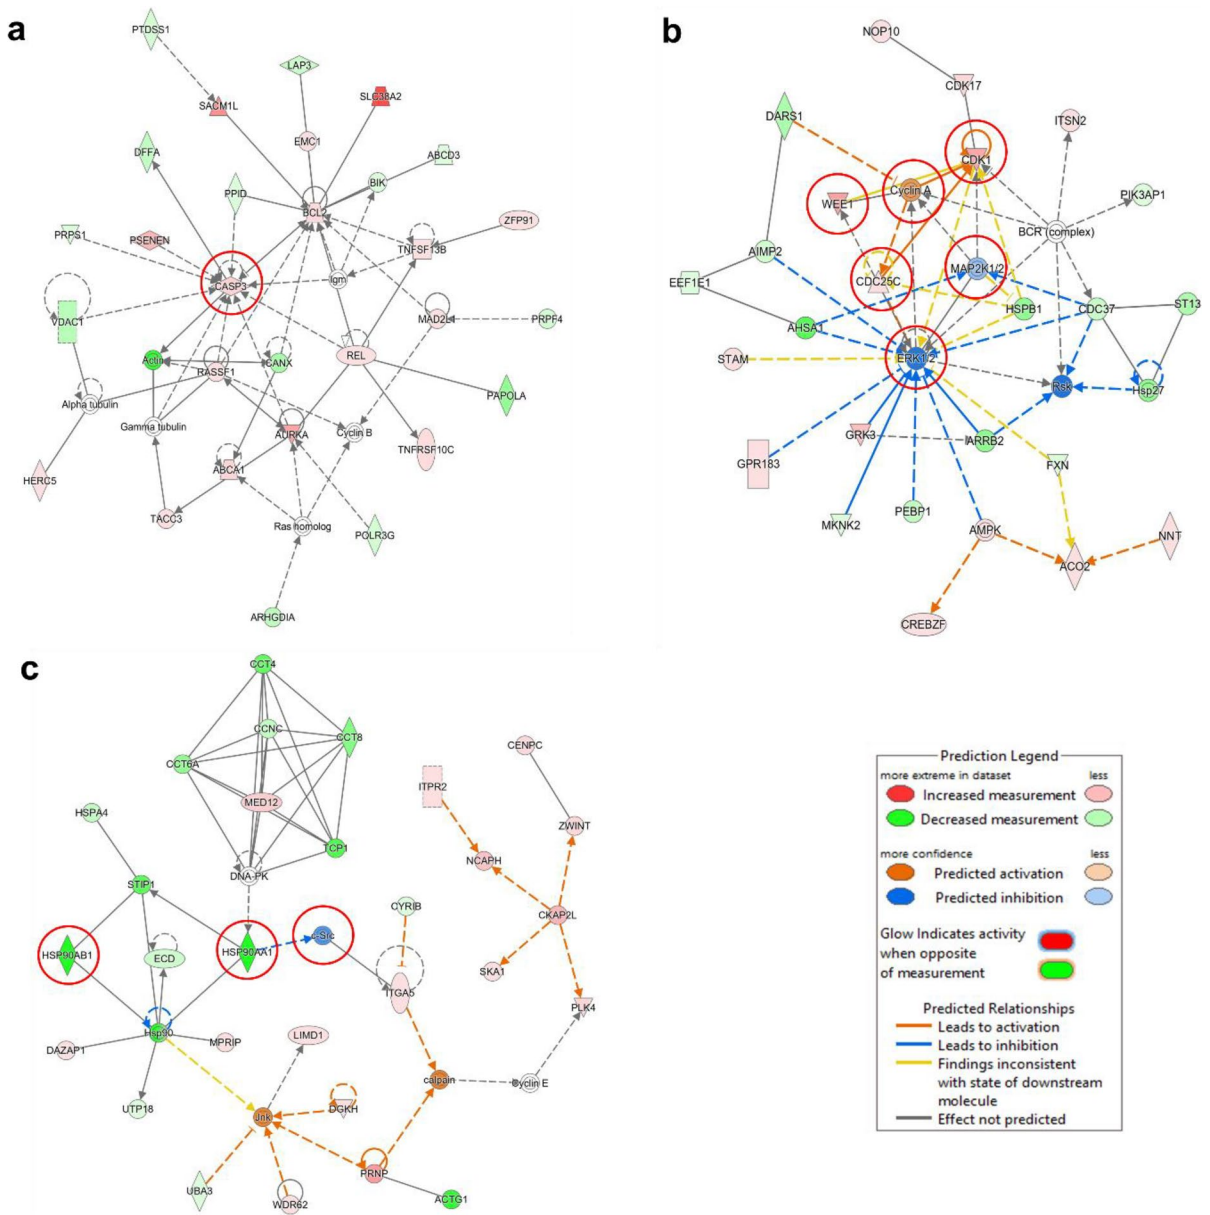 a
PTDSS1
LAP3
SACM1L
SLC38A2
EMC1
DFFA
ABCD3
BIK
PPID
BCL2
ZFP91
PRPS1
PSENEN
TNFSF13B
CASP3
Igm
VDAC1
MAD2L1
PRPF4
Actin
RASSF1
CANX
REL
PAPOLA
Alpha tubulin
Gamma tubulin
AURKA
Cyclin B
TNFRSF10C
HERC5
ABCA1
TACC3
Ras homolog
POLR3G
ARHGDIA
b
NOP10
CDK17
DARS1
ITSN2
CDK1
WEE1
Cyclin A
PIK3AP1
BCR (complex)
AIMP2
EEF1E1
CDC25C
MAP2K1/2
HSPB1
CDC37
ST13
AHSA1
STAM
ERK1/2
Rsk
Hsp27
GRK3
ARRB2
GPR183
FXN
MKNK2
PEBP1
AMPK
NNT
ACO2
CREBZF
c
CCT4
CCNC
CCT8
CCT6A
MED12
TCP1
HSPA4
DNA-PK
STIP1
HSP90AB1
HSP90AA1
c-Src
ECD
Hsp90
DAZAP1
MPRIP
LIMD1
UTP18
Jnk
DGKH
UBA3
WDR62
PRNP
ACTG1
CYRIB
ITGA5
calpain
Cyclin E
CENPC
ITPR2
ZWINT
NCAPH
CKAP2L
SKA1
PLK4
Prediction Legend
more extreme in dataset less
Increased measurement
Decreased measurement
more confidence less
Predicted activation
Predicted inhibition
Glow Indicates activity
when opposite
of measurement
Predicted Relationships
Leads to activation
Leads to inhibition
Findings inconsistent
with state of downstream
molecule
Effect not predicted